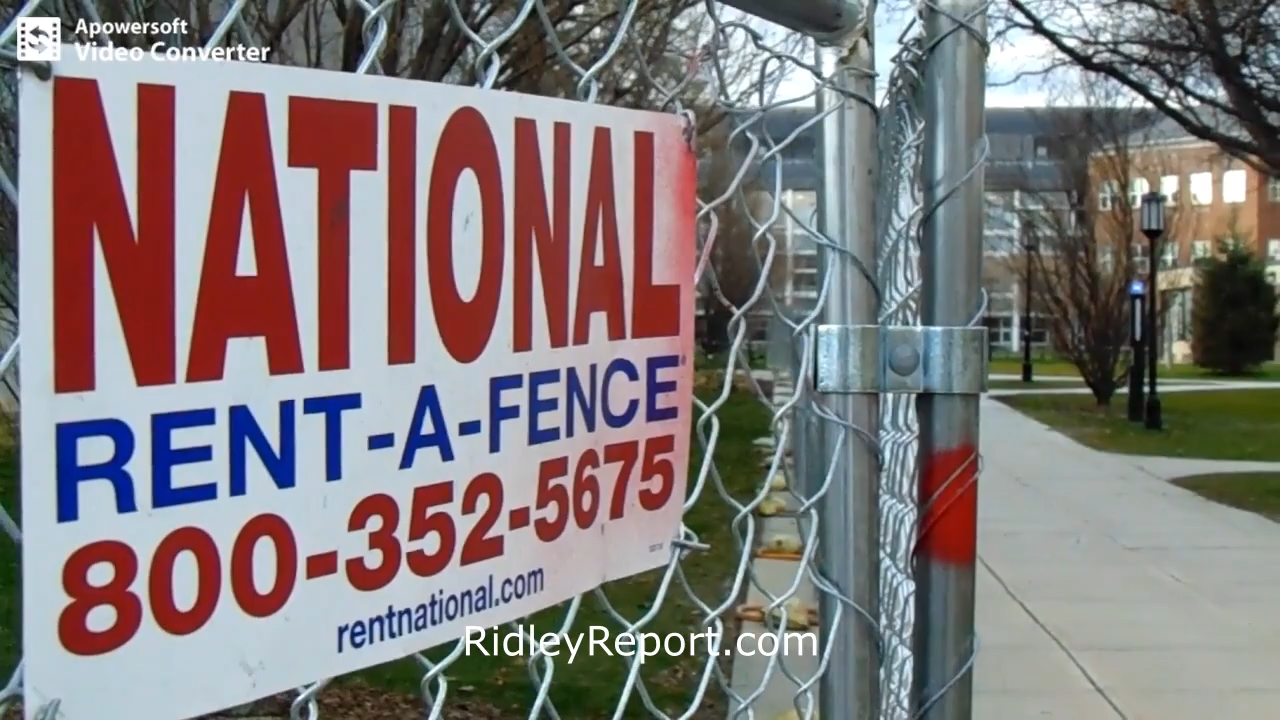 Apowersoft
Video Converter
NATIONAL
RENT-A-FENCE
800-352-5675
rentnational.com
RidleyReport.com